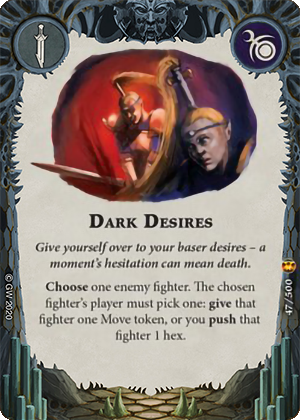 DARK DESIRES
Give yourself over to your baser desires – a
moment's hesitation can mean death.
Choose one enemy fighter. The chosen
fighter's player must pick one: give that
fighter one Move token, or you push that
fighter 1 hex.
© GW 2020
47/500